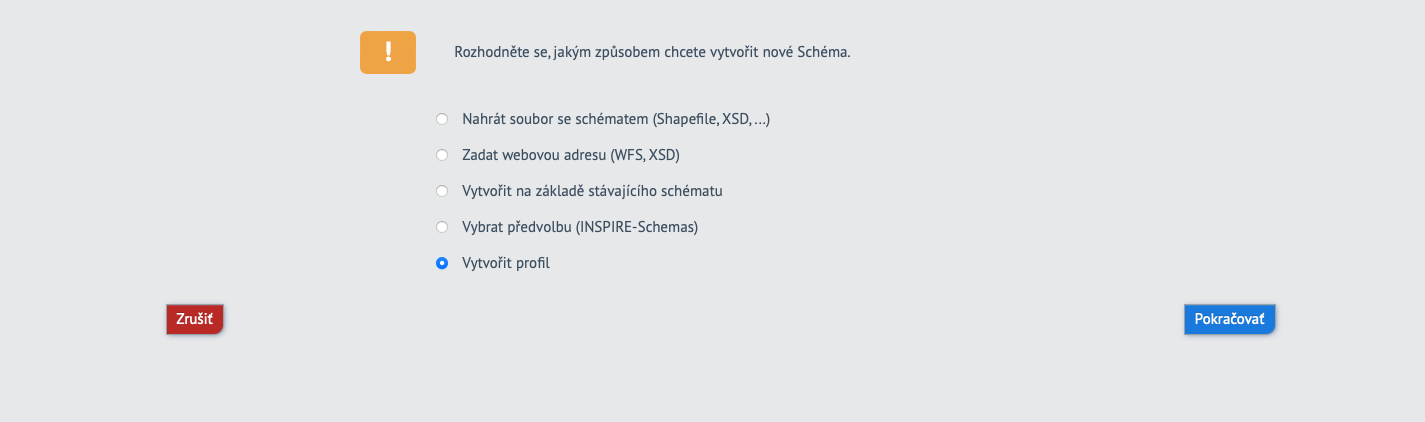 !
Rozhodněte se, jakým způsobem chcete vytvořit nové Schéma.
Nahrát soubor se schématem (Shapefile, XSD, ...)
Zadat webovou adresu (WFS, XSD)
Vytvořit na základě stávajícího schématu
Vybrat předvolbu (INSPIRE-Schemas)
Vytvořit profil
Zrušiť
Pokračovať